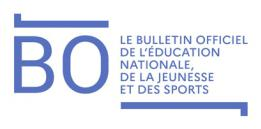 BO
LE BULLETIN OFFICIEL
DE L'ÉDUCATION
NATIONALE,
DE LA JEUNESSE
ET DES SPORTS